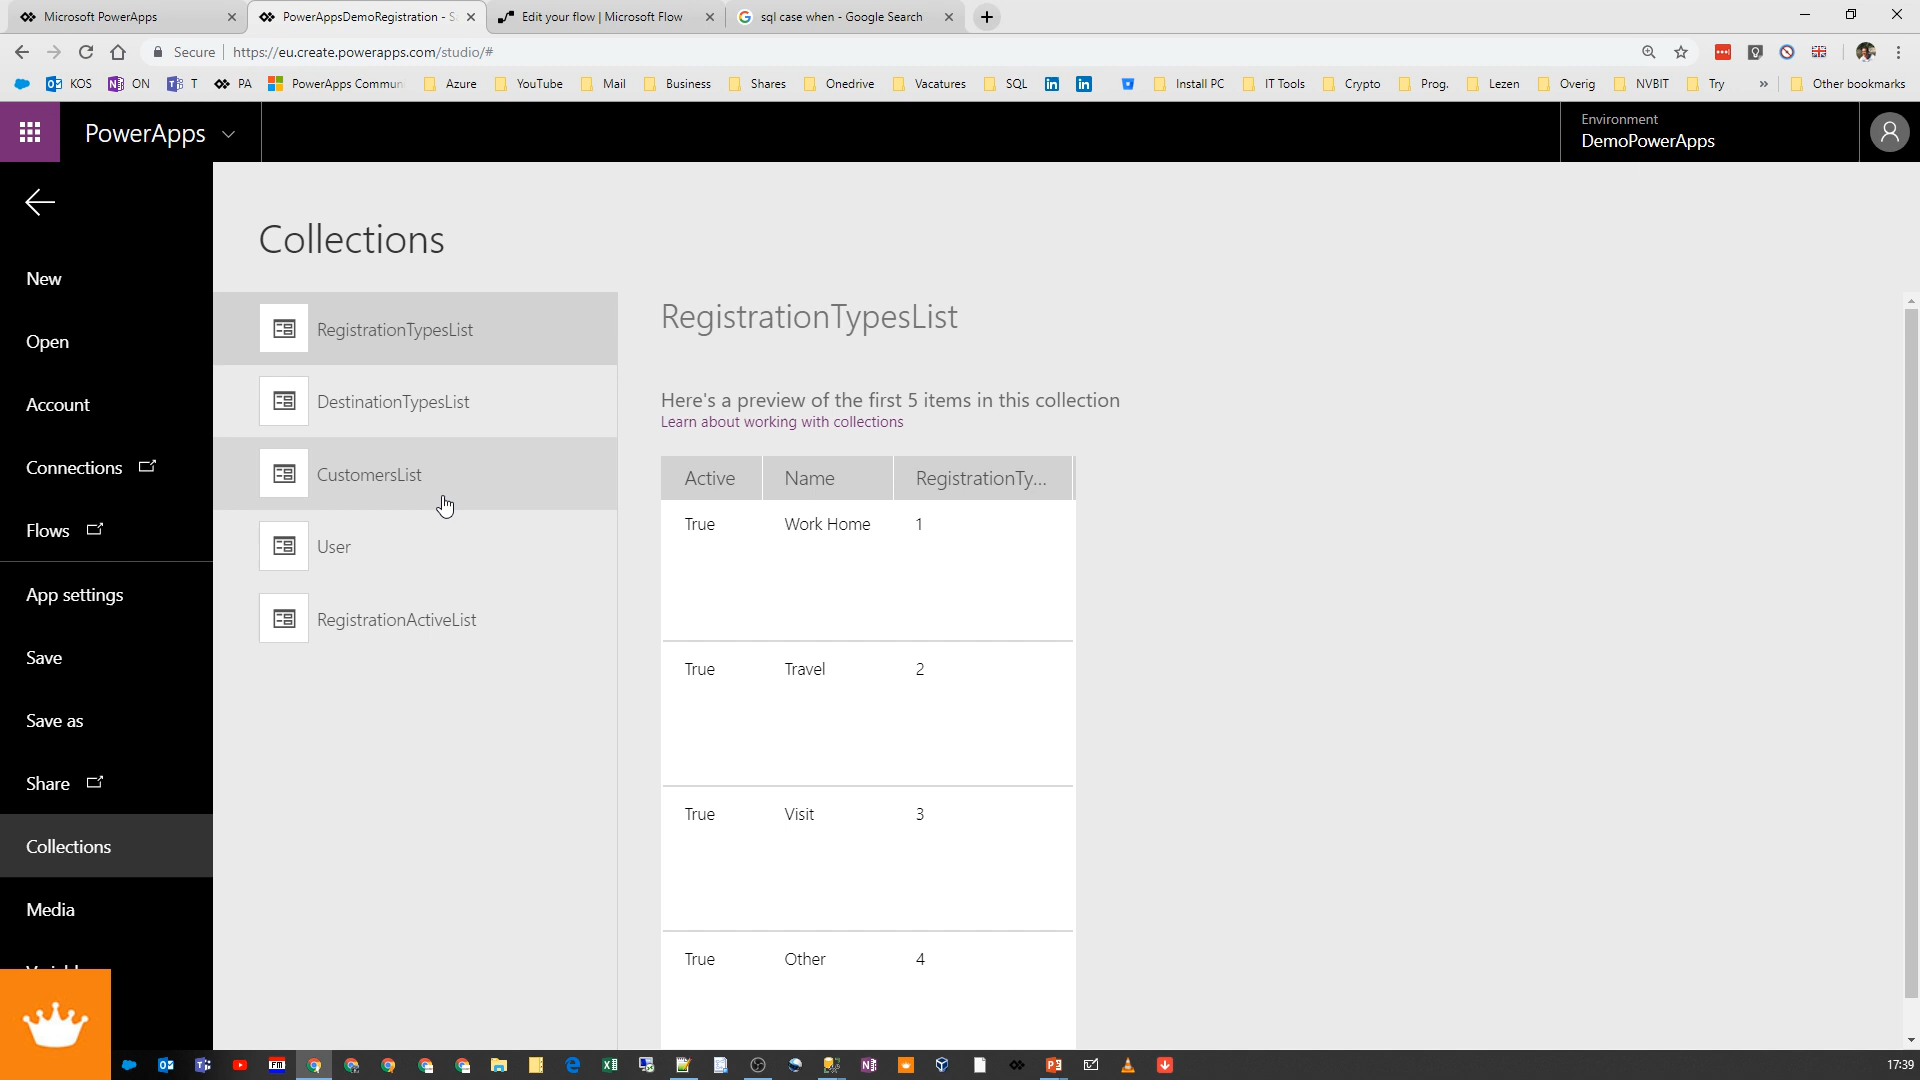 Microsoft PowerApps
PowerAppsDemoRegistration - S
Edit your flow | Microsoft Flow
sql case when - Google Search
Secure
https://eu.create.powerapps.com/studio/#
KOS
ON
T
PA
PowerApps Commun
Azure
YouTube
Mail
Business
Shares
Onedrive
Vacatures
SQL
Install PC
IT Tools
Crypto
Prog.
Lezen
Overig
NVBIT
Try
»
Other bookmarks
PowerApps
Environment
DemoPowerApps
New
Open
Account
Connections
Flows
App settings
Save
Save as
Share
Collections
Media
Collections
RegistrationTypesList
DestinationTypesList
CustomersList
User
RegistrationActiveList
RegistrationTypesList
Here's a preview of the first 5 items in this collection
Learn about working with collections
Active Name RegistrationTy...
True Work Home 1
True Travel 2
True Visit 3
True Other 4
17:39